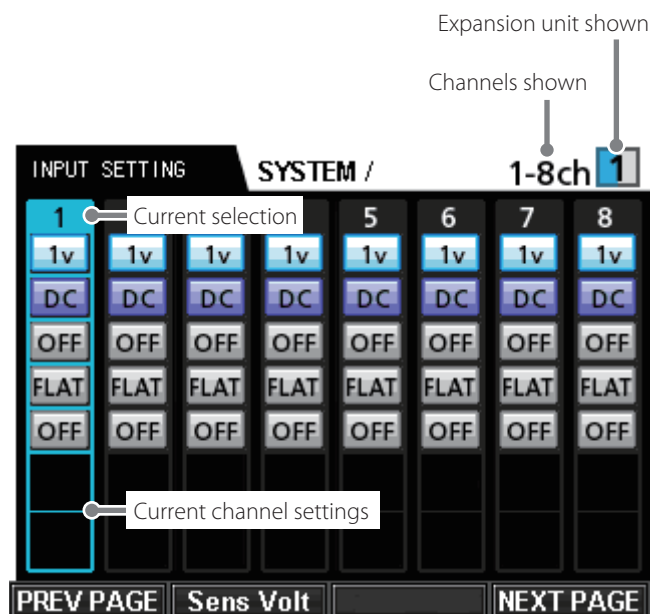 Expansion unit shown
Channels shown
INPUT SETTING SYSTEM / 1-8ch 1
1 Current selection 5 6 7 8
1v 1v 1v 1v 1v 1v 1v 1v
DC DC DC DC DC DC DC DC
OFF OFF OFF OFF OFF OFF OFF OFF
FLAT FLAT FLAT FLAT FLAT FLAT FLAT FLAT
OFF OFF OFF OFF OFF OFF OFF OFF
Current channel settings
PREV PAGE Sens Volt NEXT PAGE